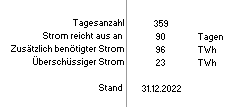 Tagesanzahl 359
Strom reicht aus an 90 Tagen
Zusätzlich benötigter Strom 96 TWh
Überschüssiger Strom 23 TWh
Stand 31.12.2022